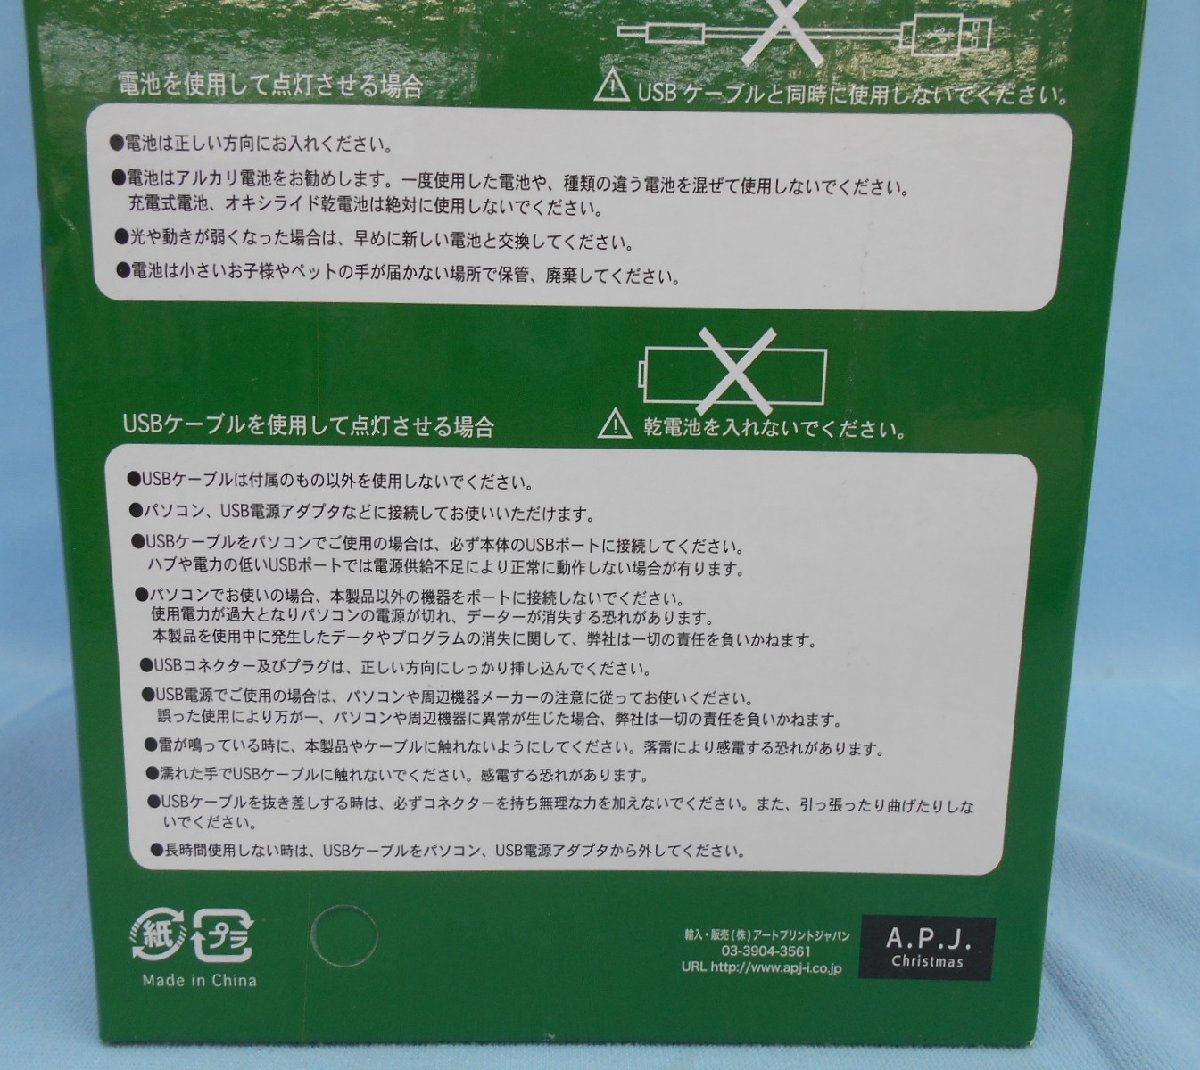 電池を使用して点灯させる場合
USB ケーブルと同時に使用しないでください。
●電池は正しい方向にお入れください。
●電池はアルカリ電池をお勧めします。一度使用した電池や、種類の違う電池を混ぜて使用しないでください。
充電式電池、オキシライド乾電池は絶対に使用しないでください。
●光や動きが弱くなった場合は、早めに新しい電池と交換してください。
●電池は小さいお子様やペットの手が届かない場所で保管、廃棄してください。
USBケーブルを使用して点灯させる場合
乾電池を入れないでください。
●USBケーブルは付属のもの以外を使用しないでください。
●パソコン、USB電源アダプタなどに接続してお使いいただけます。
●USBケーブルをパソコンでご使用の場合は、必ず本体のUSBポートに接続してください。
ハブや電力の低いUSBポートでは電源供給不足により正常に動作しない場合が有ります。
●パソコンでお使いの場合、本製品以外の機器をポートに接続しないでください。
使用電力が過大となりパソコンの電源が切れ、データーが消失する恐れがあります。
本製品を使用中に発生したデータやプログラムの消失に関して、弊社は一切の責任を負いかねます。
●USBコネクター及びプラグは、正しい方向にしっかり挿し込んでください。
●USB電源でご使用の場合は、パソコンや周辺機器メーカーの注意に従ってお使いください。
誤った使用により万が一、パソコンや周辺機器に異常が生じた場合、弊社は一切の責任を負いかねます。
●雷が鳴っている時に、本製品やケーブルに触れないようにしてください。落雷により感電する恐れがあります。
●濡れた手でUSBケーブルに触れないでください。感電する恐れがあります。
●USBケーブルを抜き差しする時は、必ずコネクターを持ち無理な力を加えないでください。また、引っ張ったり曲げたりしな
いでください。
●長時間使用しない時は、USBケーブルをパソコン、USB電源アダプタから外してください。
紙 プラ
Made in China
輸入・販売(株)アートプリントジャパン
03-3904-3561
URL http://www.apj-i.co.jp
A.P.J.
Christmas